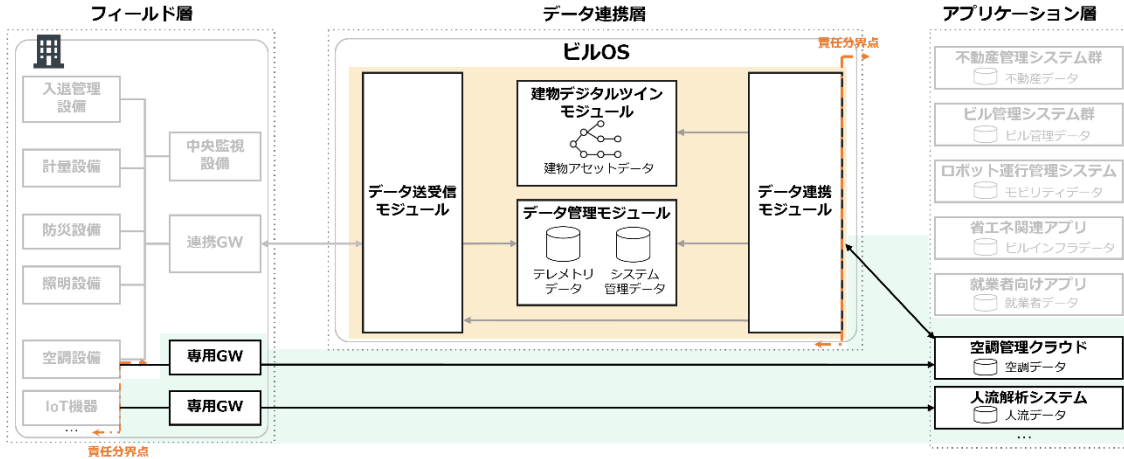 フィールド層
データ連携層
アプリケーション層
入退管理
設備
計量設備
防災設備
照明設備
空調設備
IoT機器
…
中央監視
設備
連携GW
専用GW
専用GW
責任分界点
ビルOS
責任分界点
データ送受信
モジュール
建物デジタルツイン
モジュール
建物アセットデータ
データ管理モジュール
テレメトリ
データ
システム
管理データ
データ連携
モジュール
不動産管理システム群
不動産データ
ビル管理システム群
ビル管理データ
ロボット運行管理システム
モビリティデータ
省エネ関連アプリ
ビルインフラデータ
就業者向けアプリ
就業者データ
空調管理クラウド
空調データ
人流解析システム
人流データ
…